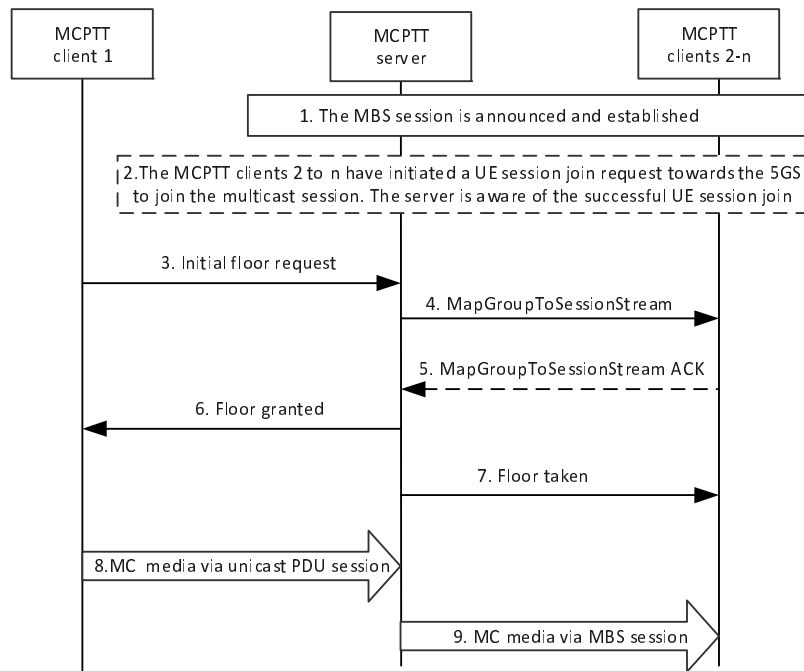 MCPTT
client 1
MCPTT
server
MCPTT
clients 2-n
1. The MBS session is announced and established
2.The MCPTT clients 2 to n have initiated a UE session join request towards the 5GS
to join the multicast session. The server is aware of the successful UE session join
3. Initial floor request
4. MapGroupToSessionStream
5. MapGroupToSessionStream ACK
6. Floor granted
7. Floor taken
8.MC media via unicast PDU session
9. MC media via MBS session